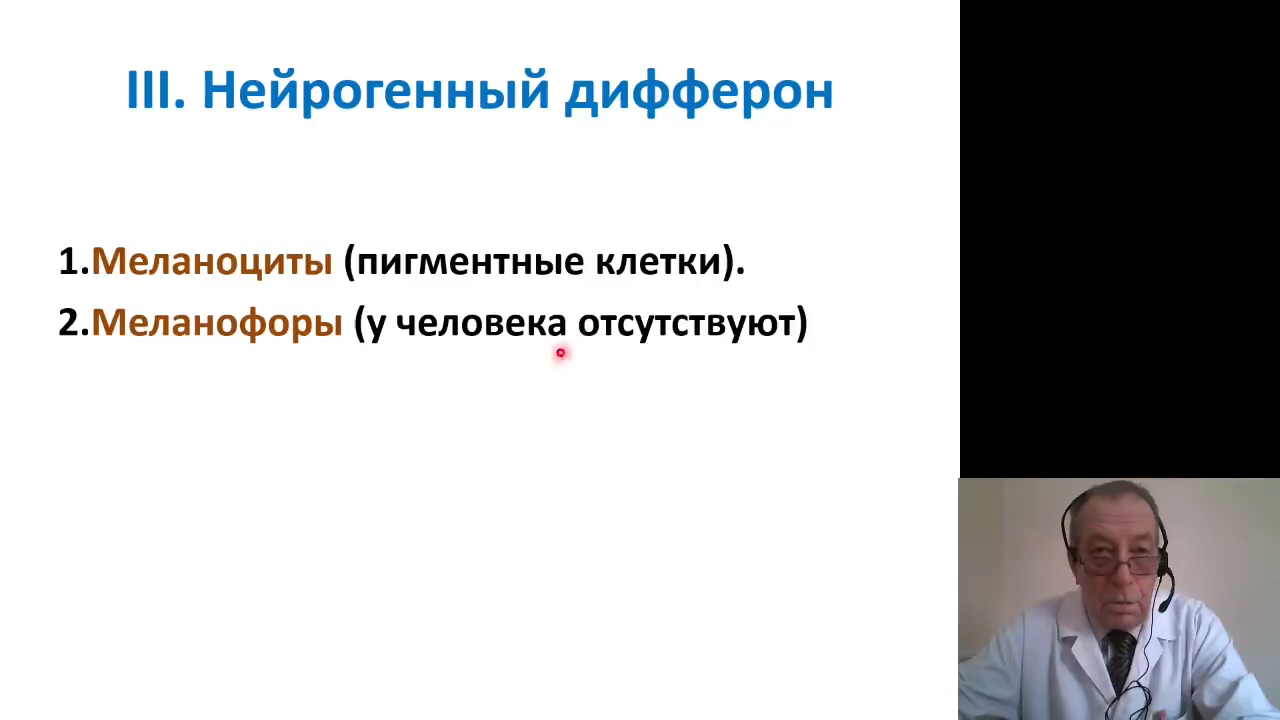 III. Нейрогенный дифферон
1.Меланоциты (пигментные клетки).
2.Меланофоры (у человека отсутствуют)